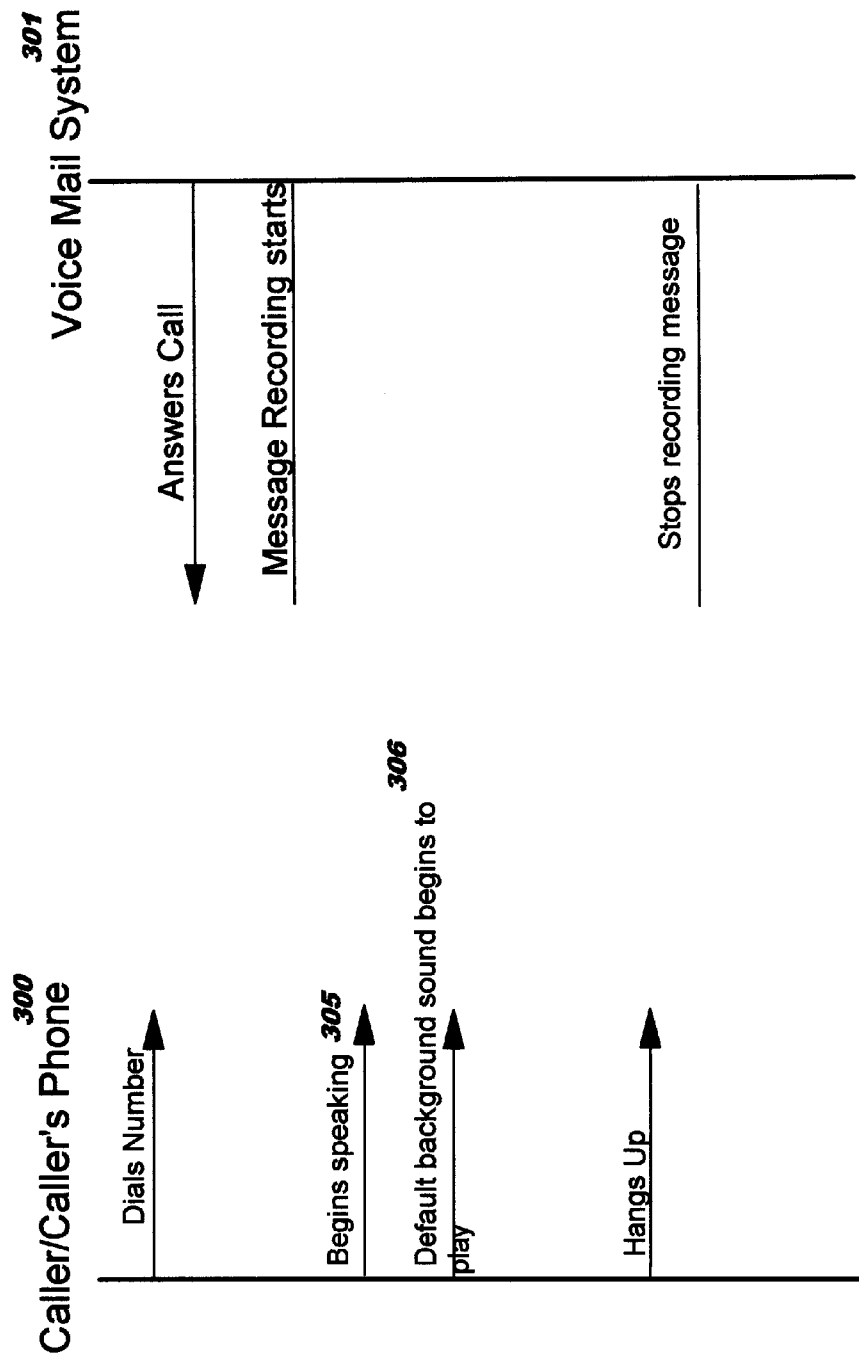 300
Caller/Caller's Phone
301
Voice Mail System
Dials Number
Answers Call
Message Recording starts
Begins speaking 305
306
Default background sound begins to
play
Hangs Up
Stops recording message